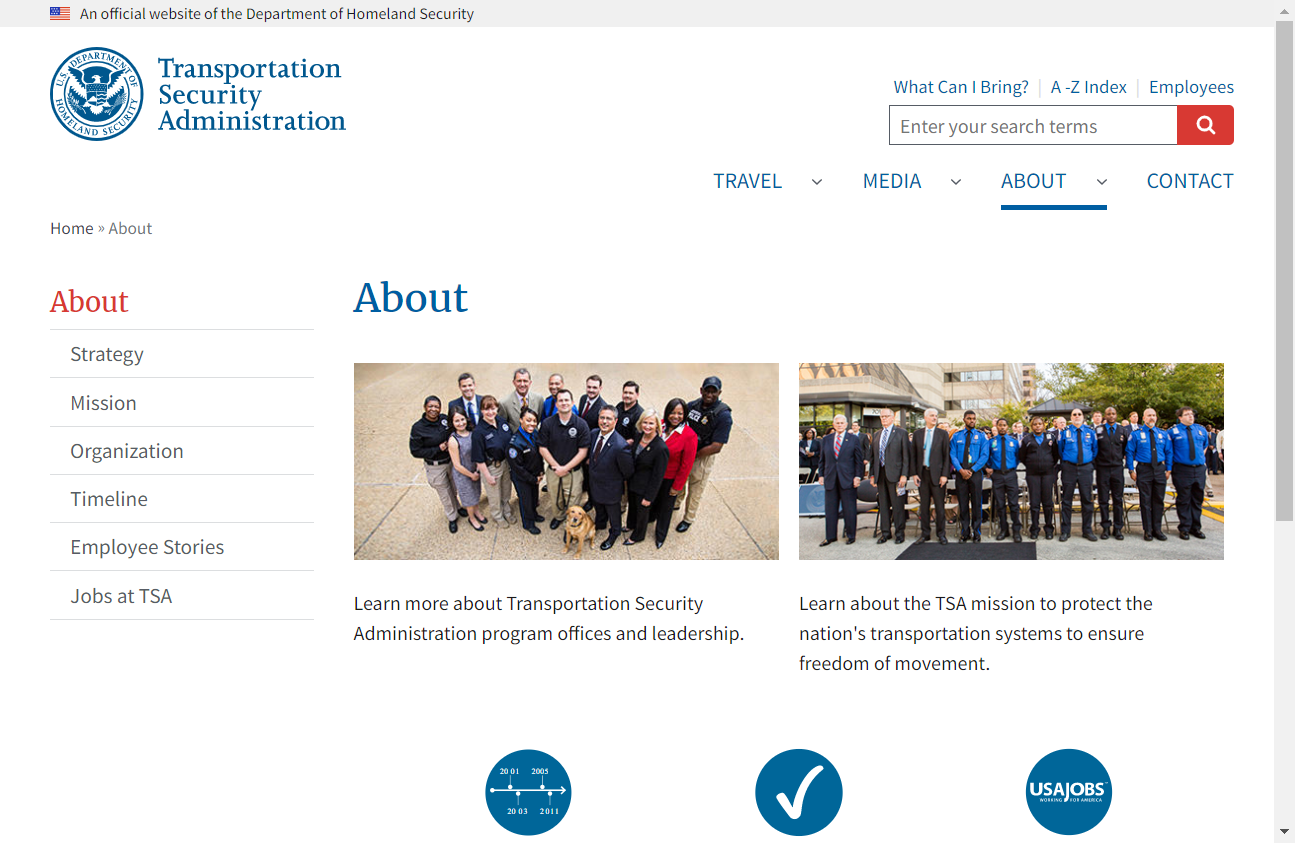 An official website of the Department of Homeland Security
U.S. DEPARTMENT OF
HOMELAND SECURITY
Transportation
Security
Administration
What Can I Bring?
A -Z Index
Employees
Enter your search terms
TRAVEL
MEDIA
ABOUT
CONTACT
Home » About
About
Strategy
Mission
Organization
Timeline
Employee Stories
Jobs at TSA
About
Learn more about Transportation Security
Administration program offices and leadership.
Learn about the TSA mission to protect the
nation's transportation systems to ensure
freedom of movement.
2001 2005
2003 2011
USAJOBS
WORKING FOR AMERICA